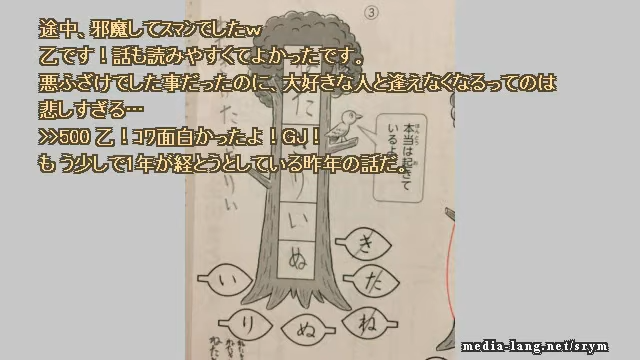 途中、邪魔してｽﾏﾝでしたw
乙です！話も読みやすくてよかったです。
悪ふざけでした事だったのに、大好きな人と逢えなくなるってのは
悲しすぎる…
>>500 乙！ｺﾜ面白かったよ！GJ！
もう少しで1年が経とうとしている昨年の話だ。
③
本当は起きて
いるよ
た
り
い
ぬ
き
い
た
り
ぬ
ね
media-lang.net/srym